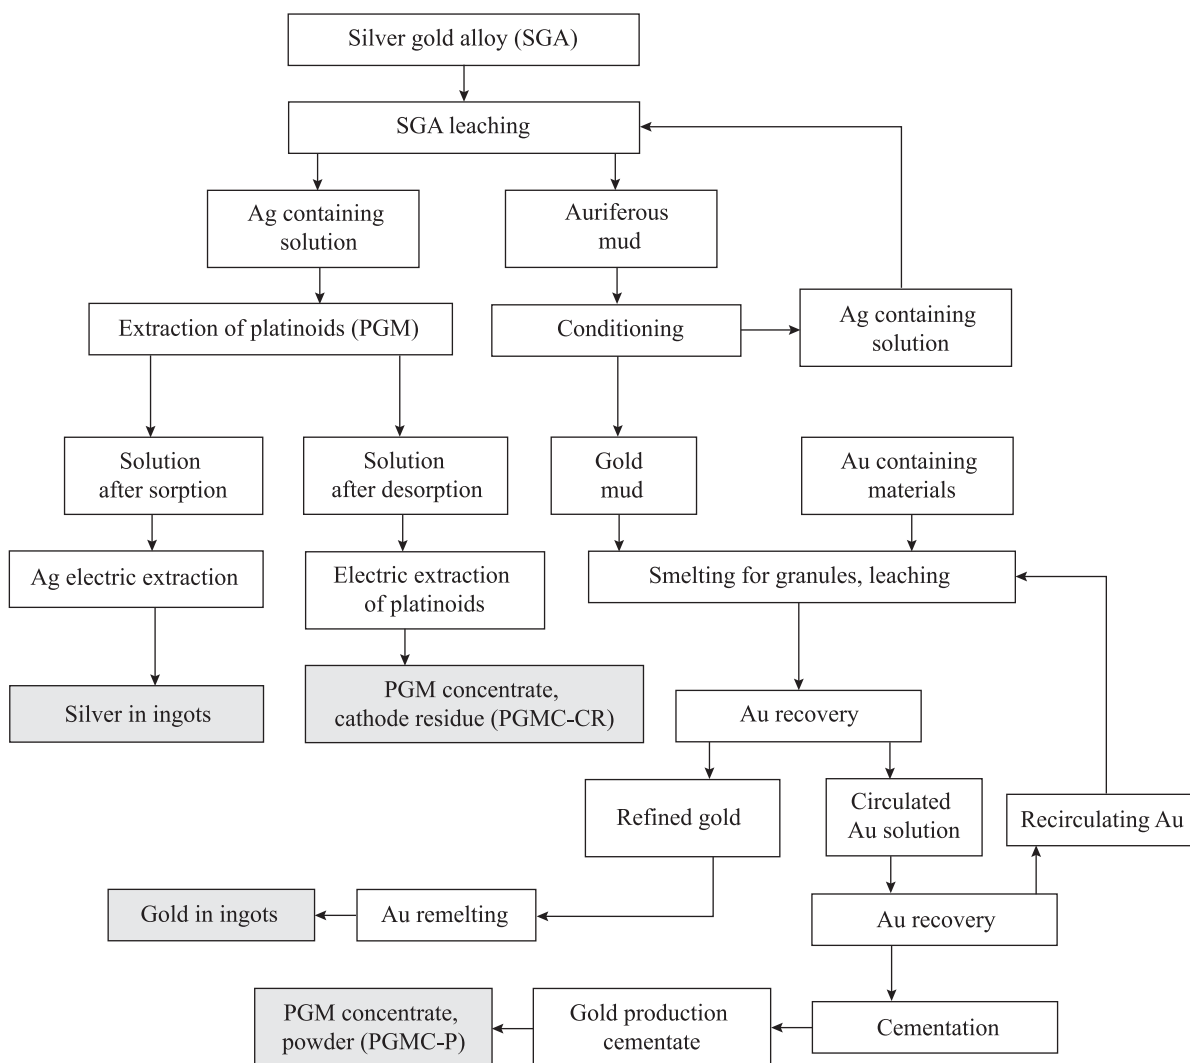 Silver gold alloy (SGA)
SGA leaching
Ag containing
solution
Auriferous
mud
Extraction of platinoids (PGM)
Conditioning
Ag containing
solution
Solution
after sorption
Solution
after desorption
Gold
mud
Au containing
materials
Ag electric extraction
Electric extraction
of platinoids
Smelting for granules, leaching
Silver in ingots
PGM concentrate,
cathode residue (PGMC-CR)
Au recovery
Refined gold
Circulated
Au solution
Recirculating Au
Gold in ingots
Au remelting
Au recovery
PGM concentrate,
powder (PGMC-P)
Gold production
cementate
Cementation